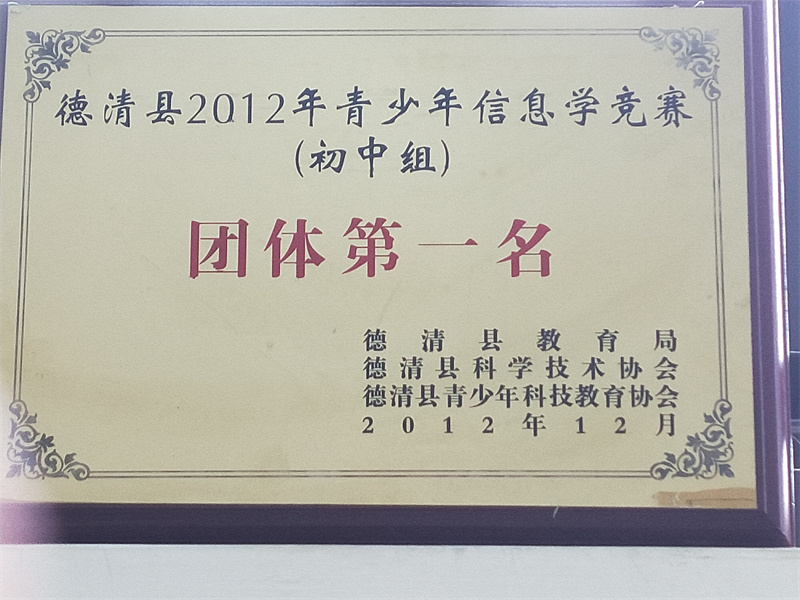 德清县2012年青少年信息学竞赛
(初中组)
团体第一名
德清县教育局
德清县科学技术协会
德清县青少年科技教育协会
2012年12月